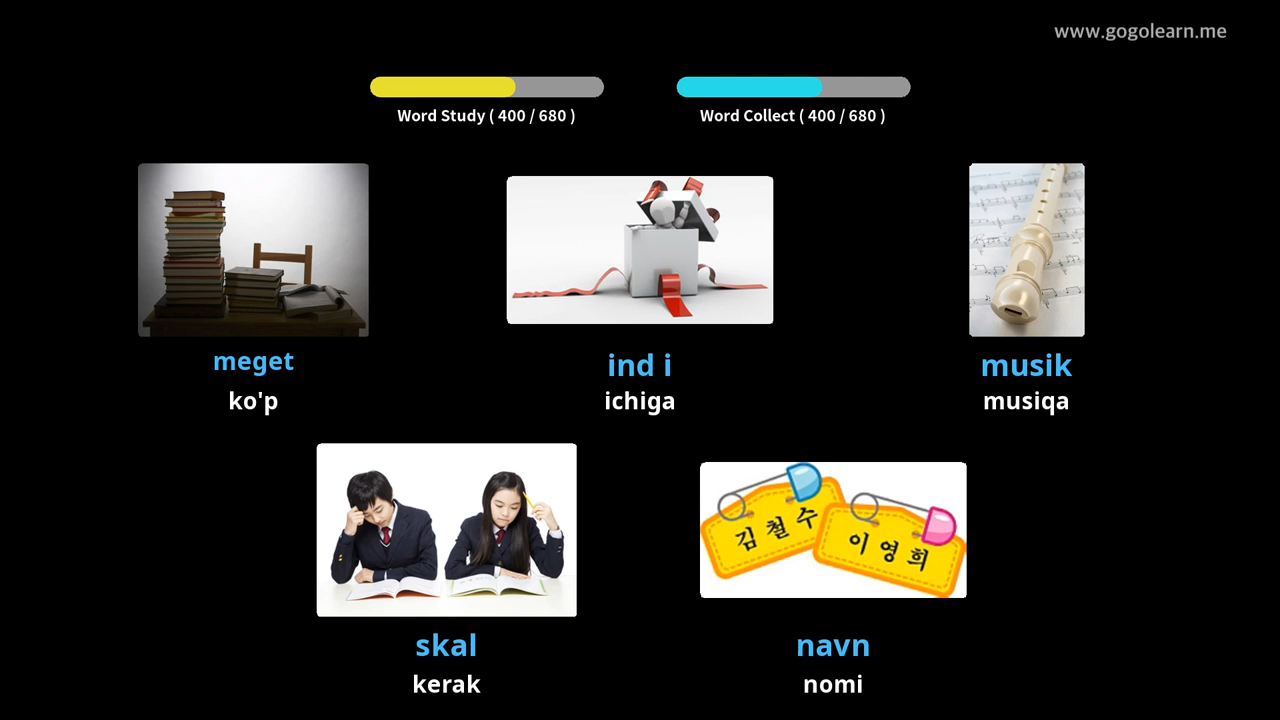 www.gogolearn.me
Word Study ( 400 / 680 )
Word Collect ( 400 / 680 )
meget
ko'p
ind i
ichiga
musik
musiqa
skal
kerak
김철수
이영희
navn
nomi